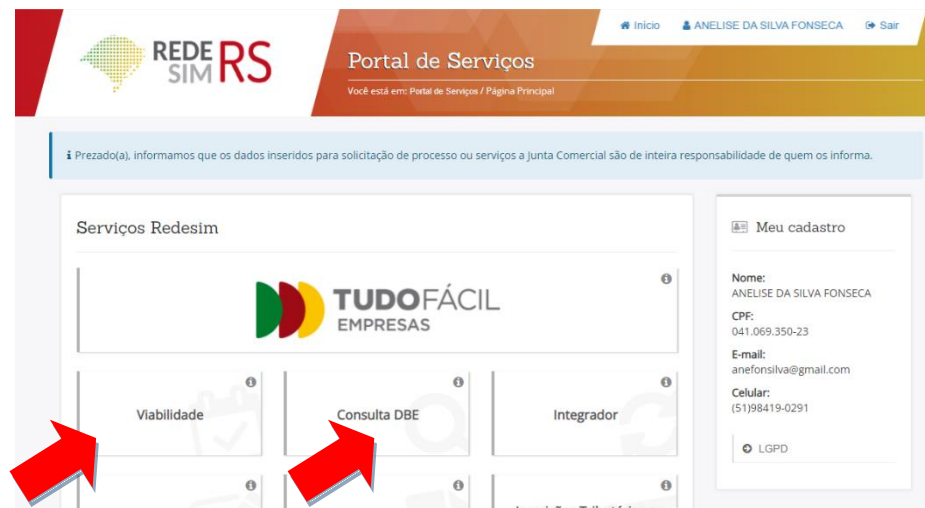 Início ANELISE DA SILVA FONSECA Sair
REDE SIM RS
Portal de Serviços
Você está em: Portal de Serviços / Página Principal
Prezado(a), informamos que os dados inseridos para solicitação de processo ou serviços a Junta Comercial são de inteira responsabilidade de quem os informa.
Serviços Redesim
TUDOFÁCIL
EMPRESAS
Viabilidade
Consulta DBE
Integrador
Meu cadastro
Nome:
ANELISE DA SILVA FONSECA
CPF:
041.069.350-23
E-mail:
anefonsilva@gmail.com
Celular:
(51)98419-0291
LGPD